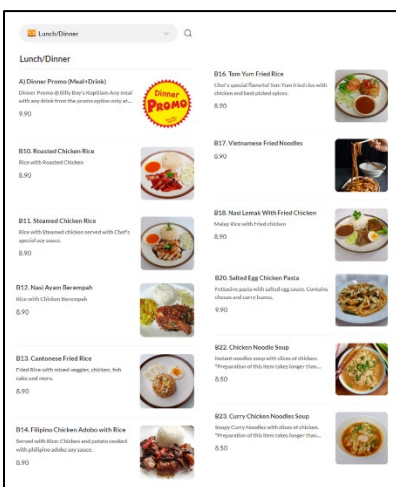 Lunch/Dinner
Lunch/Dinner
A) Dinner Promo (Meal+Drink)
Dinner Promo @ Billy Boy's Kopitiam Any meal
with any drink from the promo option only at...
9.90
Dinner
PROMO
B10. Roasted Chicken Rice
Rice with Roasted Chicken
8.90
B11. Steamed Chicken Rice
Rice with Steamed chicken served with Chef's
special soy sauce.
8.90
B12. Nasi Ayam Berempah
Rice with Chicken Berempah
8.90
B13. Cantonese Fried Rice
Fried Rice with mixed veggies, chicken, fish
cake and more.
8.90
B14. Filipino Chicken Adobo with Rice
Served with Rice: Chicken and potato cooked
with philipino adobo soy sauce.
8.90
B16. Tom Yum Fried Rice
Chef's special flavorful Tom Yum fried rice with
chicken and best picked spices.
8.90
B17. Vietnamese Fried Noodles
8.90
B18. Nasi Lemak With Fried Chicken
Malay Rice with Fried chicken
8.90
B20. Salted Egg Chicken Pasta
Fettucine pasta with salted egg sauce. Contains
cheese and curry leaves.
9.90
B22. Chicken Noodle Soup
Instant noodles soup with slices of chicken.
*Preparation of this item takes longer than...
8.50
B23. Curry Chicken Noodles Soup
Soupy Curry Noodles with slices of chicken.
*Preparation of this item takes longer than...
8.50